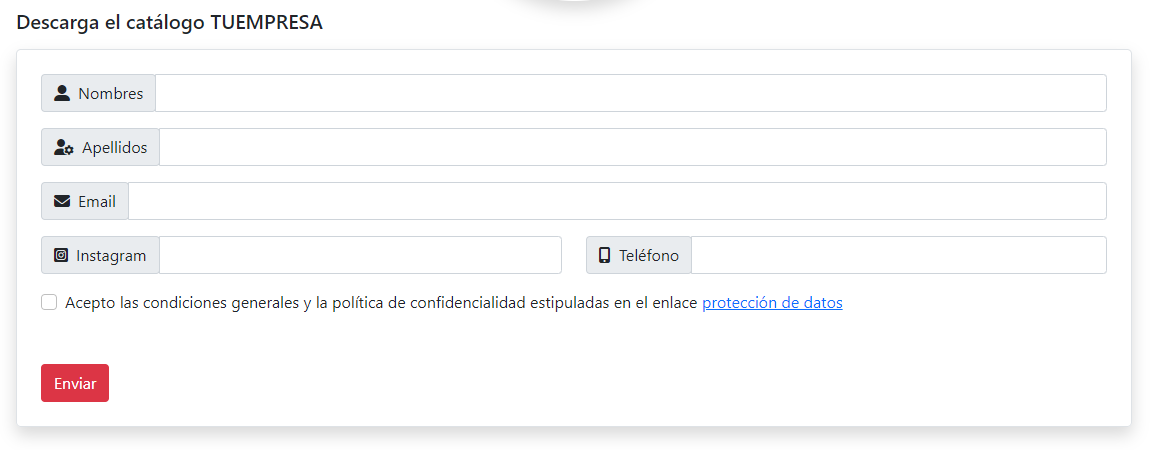 Descarga el catálogo TUEMPRESA
Nombres
Apellidos
Email
Instagram
Teléfono
Acepto las condiciones generales y la política de confidencialidad estipuladas en el enlace protección de datos
Enviar